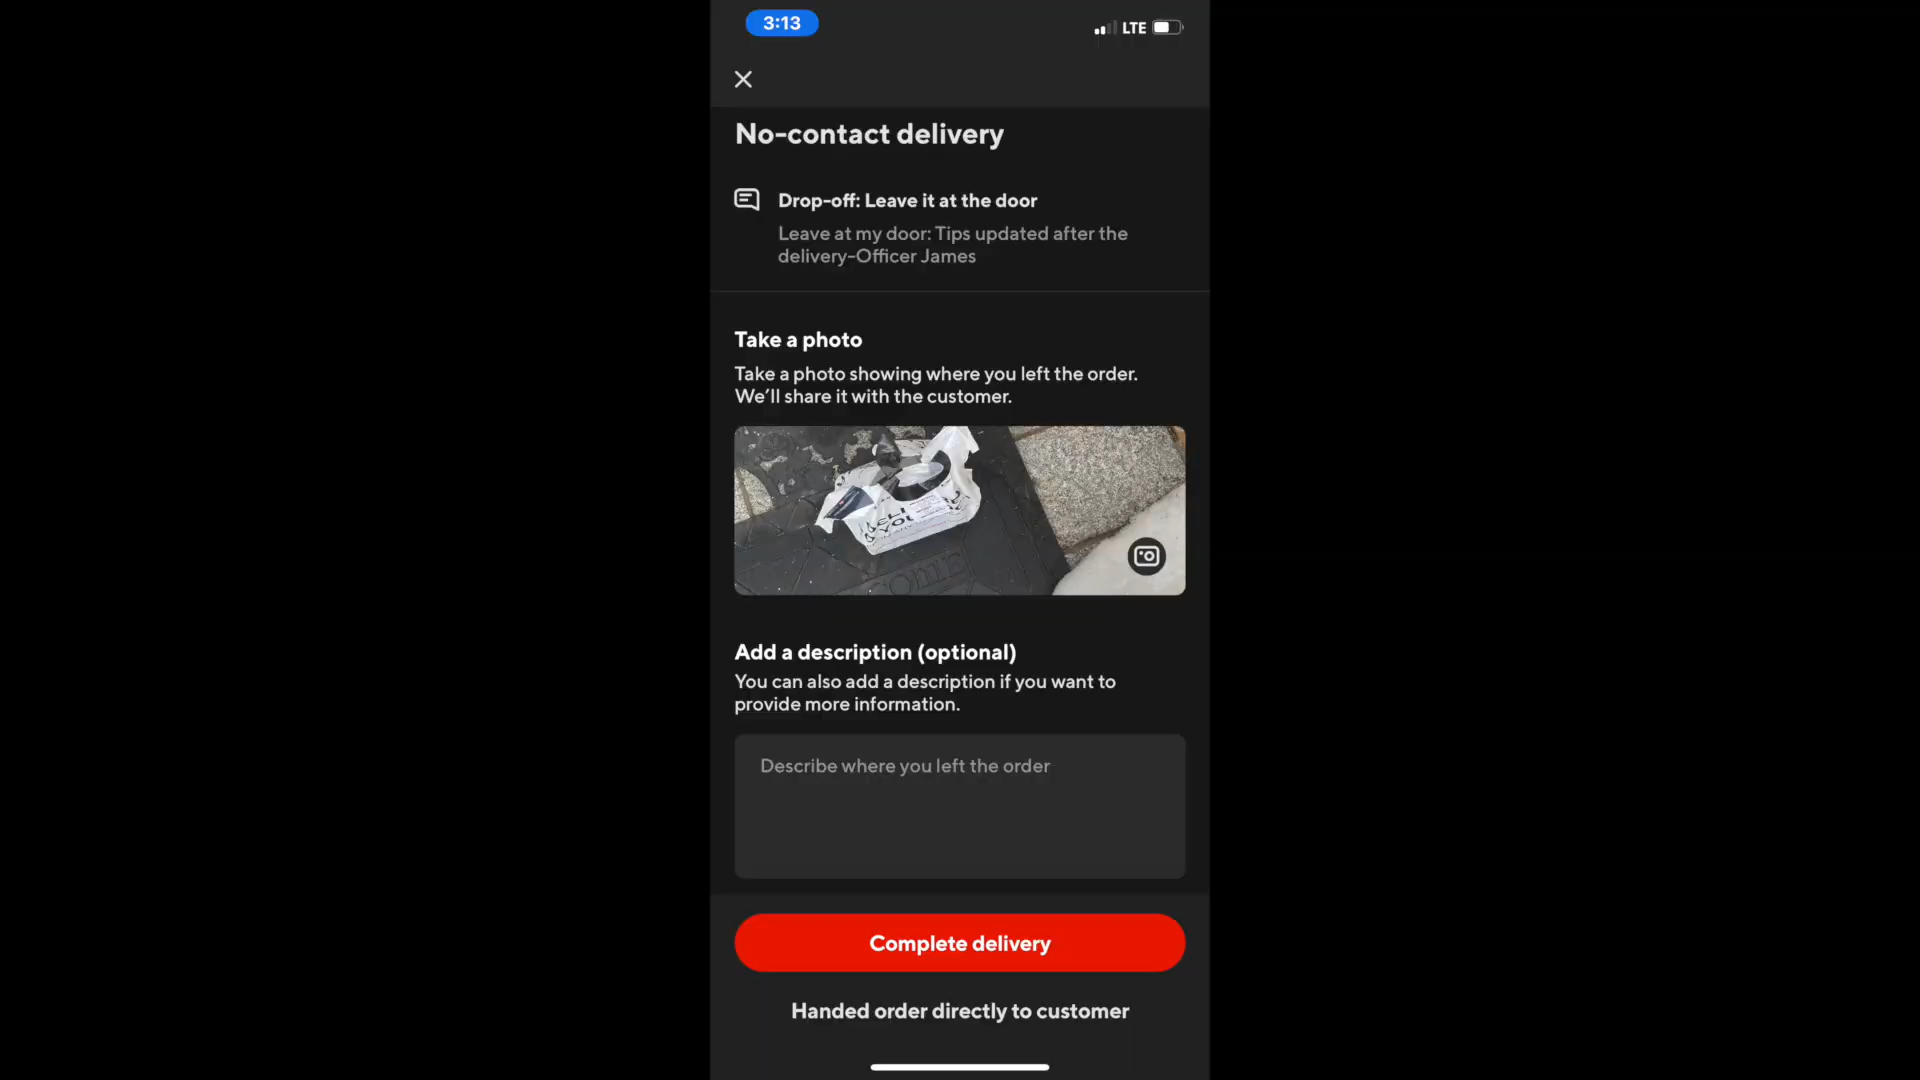 3:13
LTE
No-contact delivery
Drop-off: Leave it at the door
Leave at my door: Tips updated after the
delivery-Officer James
Take a photo
Take a photo showing where you left the order.
We'll share it with the customer.
Add a description (optional)
You can also add a description if you want to
provide more information.
Describe where you left the order
Complete delivery
Handed order directly to customer